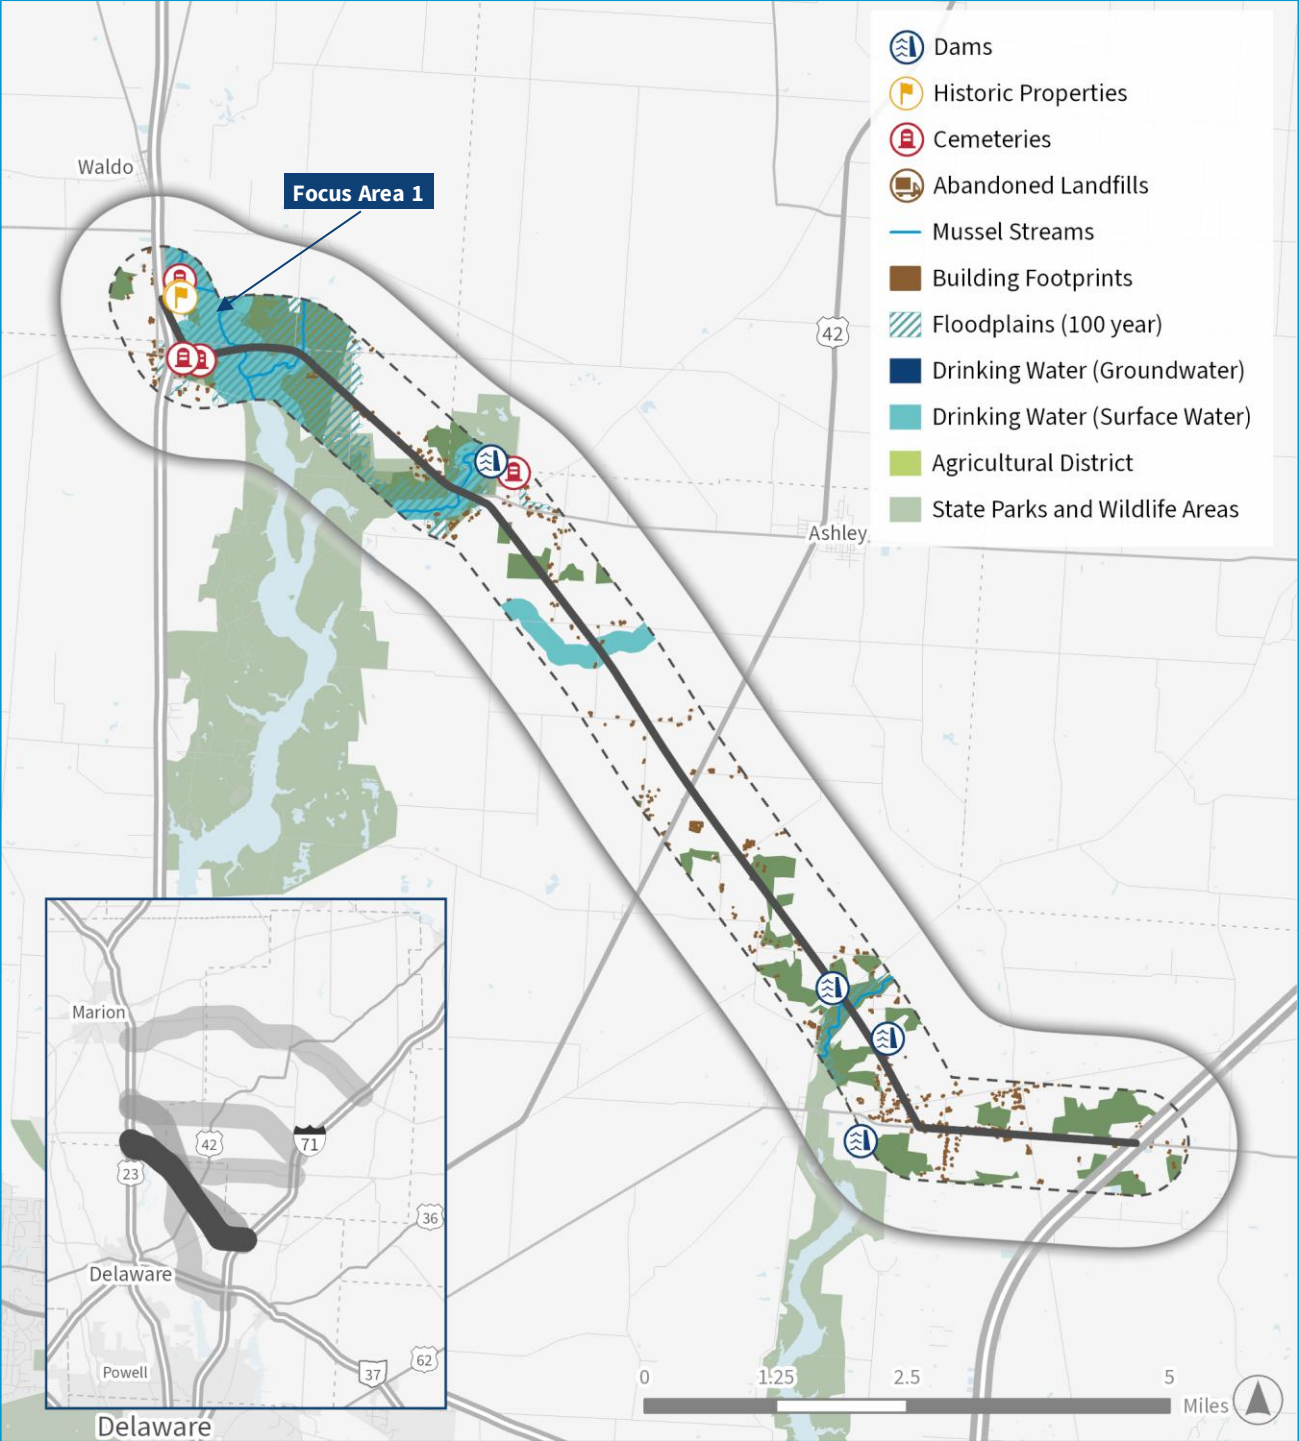 Dams
Historic Properties
Cemeteries
Abandoned Landfills
Mussel Streams
Building Footprints
Floodplains (100 year)
Drinking Water (Groundwater)
Drinking Water (Surface Water)
Agricultural District
State Parks and Wildlife Areas
Waldo
Focus Area 1
42
Ashley
Marion
42
71
23
36
Delaware
62
Powell
37
Delaware
0 1.25 2.5 5
Miles